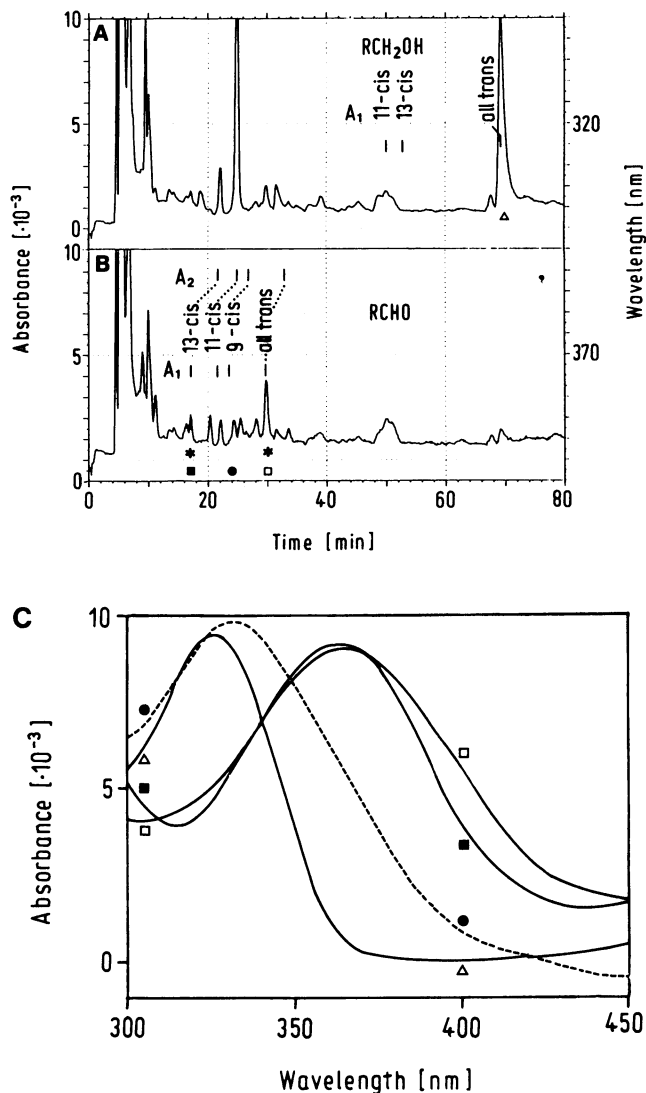 A
10
5
0
Absorbance [·10⁻³]
RCH₂OH
A₁
11-cis
13-cis
all trans
△
320
Wavelength [nm]
B
10
5
0
A₂
13-cis
11-cis
9-cis
all trans
A₁
RCHO
370
* *
■ ● □
0 20 40 60 80
Time [min]
C
10
5
0
Absorbance [·10⁻³]
● △ ■ □
□ ■ ● △
300 350 400 450
Wavelength [nm]